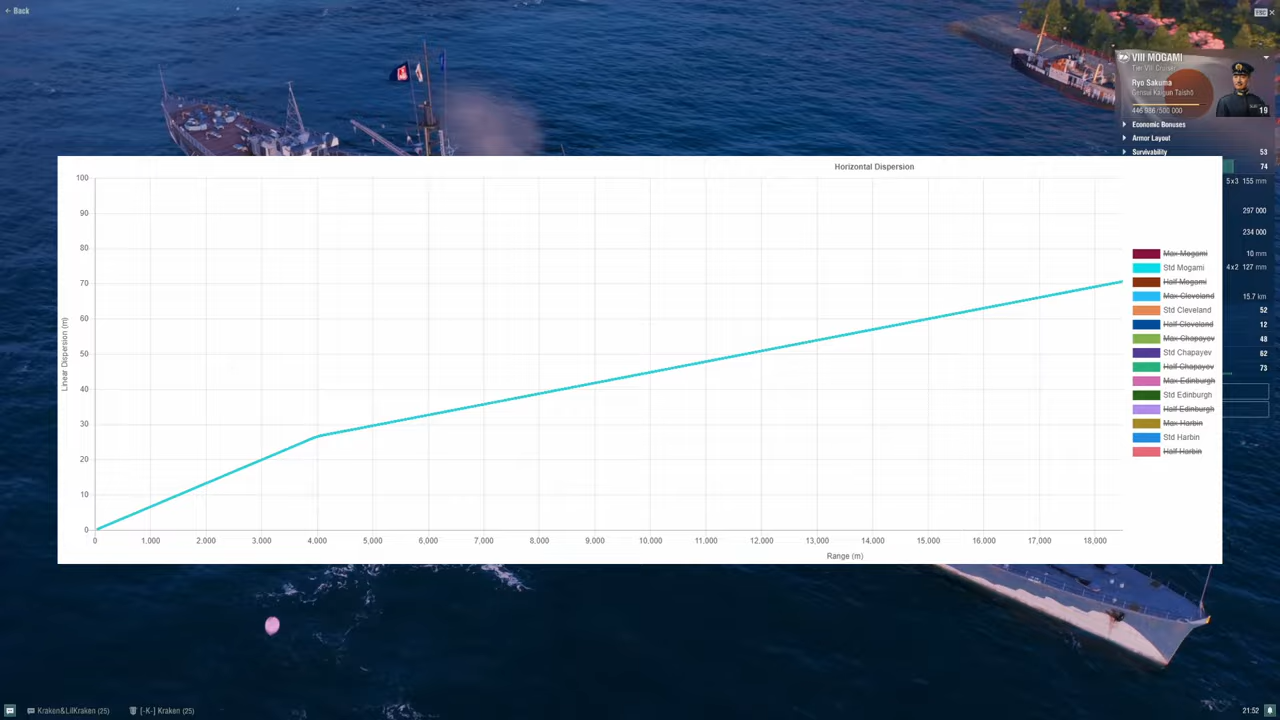 ← Back
ESC ×
VIII MOGAMI
Tier VIII Cruiser
Ryo Sakuma
Gensui Kaigun Taishō
446 986/500 000
19
Economic Bonuses
Armor Layout
Survivability 53
74
5x3 155 mm
297 000
234 000
10 mm
4x2 127 mm
15.7 km
52
12
48
62
73
Horizontal Dispersion
100
90
80
70
60
50
40
30
20
10
0
Linear Dispersion (m)
0 1,000 2,000 3,000 4,000 5,000 6,000 7,000 8,000 9,000 10,000 11,000 12,000 13,000 14,000 15,000 16,000 17,000 18,000
Range (m)
Max Mogami
Std Mogami
Half Mogami
Max Cleveland
Std Cleveland
Half Cleveland
Max Chapayev
Std Chapayev
Half Chapayev
Max Edinburgh
Std Edinburgh
Half Edinburgh
Max Harbin
Std Harbin
Half Harbin
Kraken&LilKraken (25)
[-K-] Kraken (25)
21:52